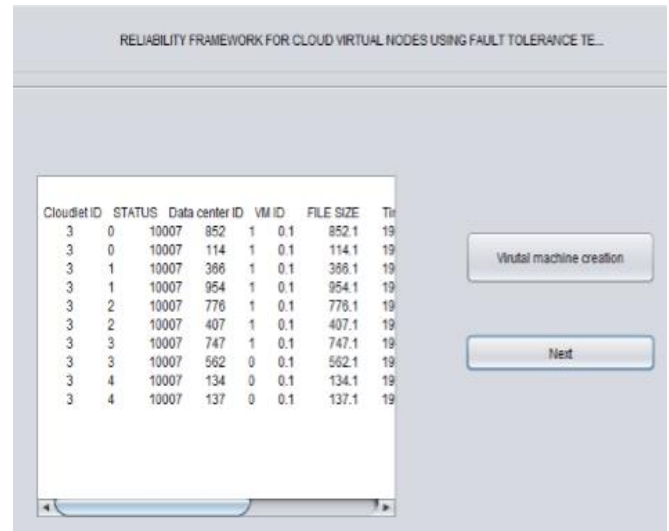 RELIABILITY FRAMEWORK FOR CLOUD VIRTUAL NODES USING FAULT TOLERANCE TE...
Cloudlet ID STATUS Data center ID VM ID FILE SIZE Tir
3 0 10007 852 1 0.1 852.1 19
3 0 10007 114 1 0.1 114.1 19
3 1 10007 366 1 0.1 366.1 19
3 1 10007 954 1 0.1 954.1 19
3 2 10007 776 1 0.1 776.1 19
3 2 10007 407 1 0.1 407.1 19
3 3 10007 747 1 0.1 747.1 19
3 3 10007 562 0 0.1 562.1 19
3 4 10007 134 0 0.1 134.1 19
3 4 10007 137 0 0.1 137.1 19
Virutal machine creation
Next